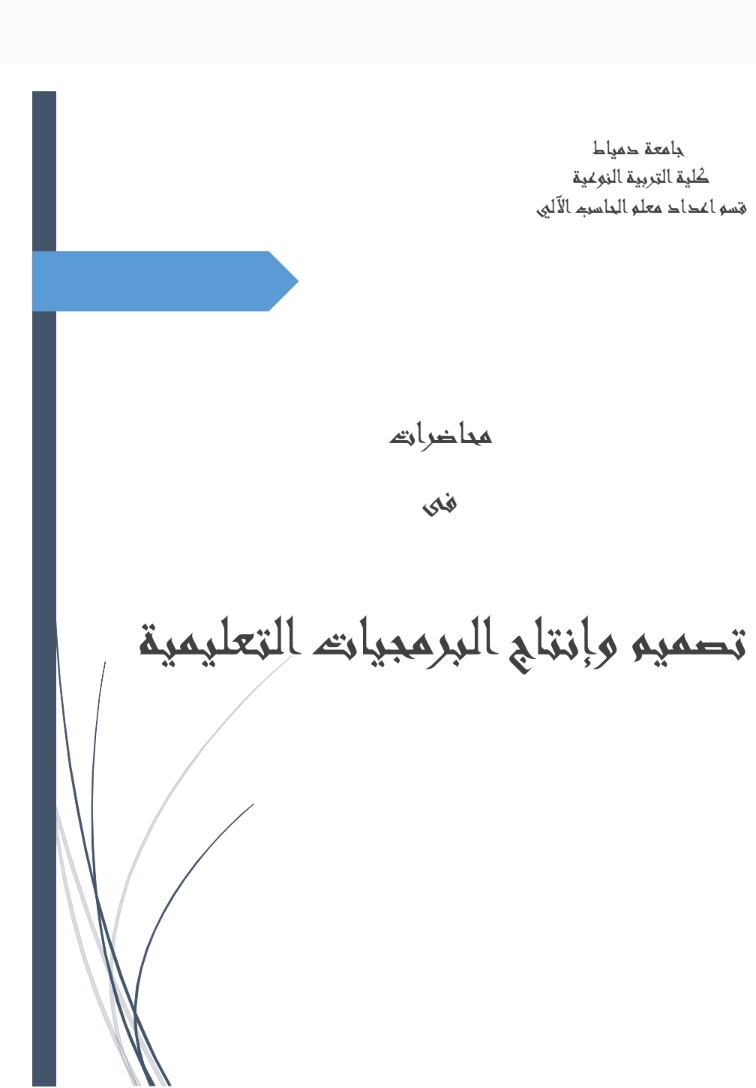 جامعة دمياط
كلية التربية النوعية
قسم اعداد معلم الحاسب الآلي
محاضرات
فى
تصميم وإنتاج البرمجيات التعليمية